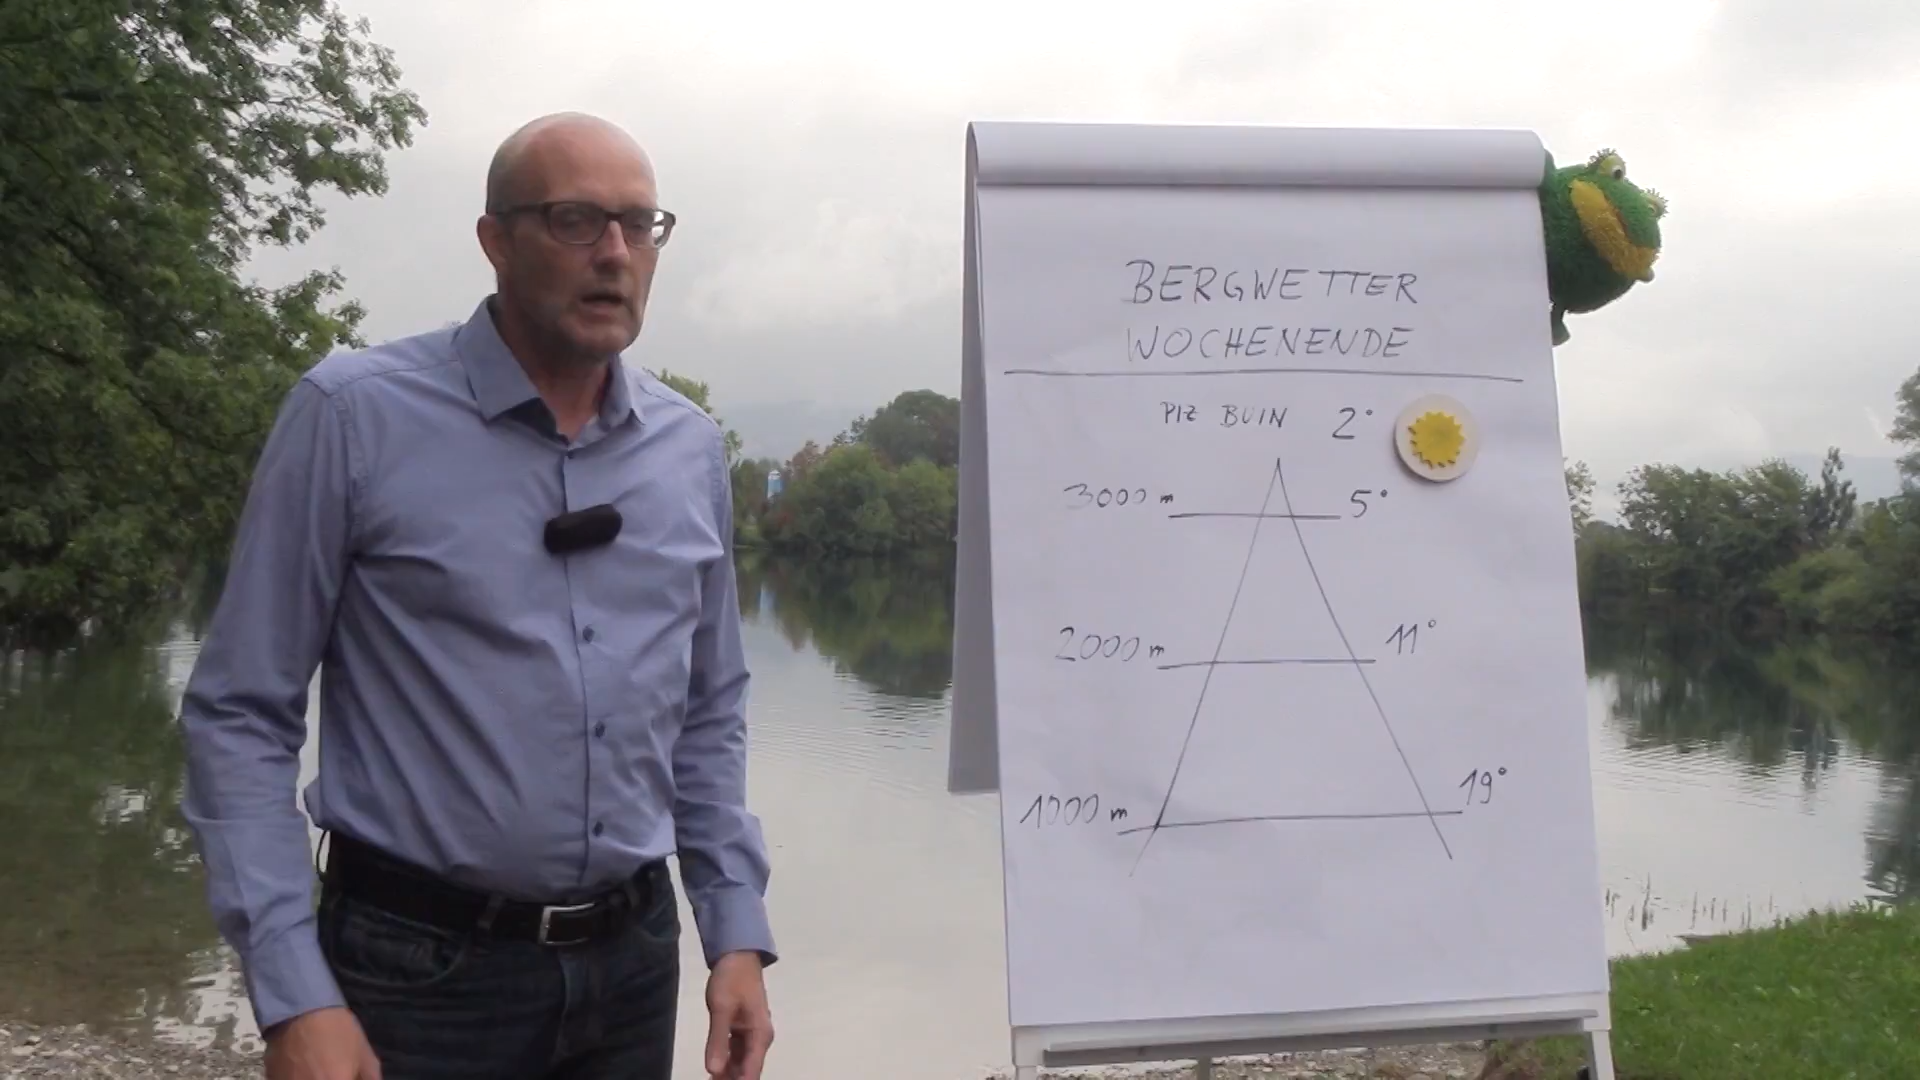 BERGWETTER
WOCHENENDE
PIZ BUIN 2°
3000 m 5°
2000 m 11°
1000 m 19°